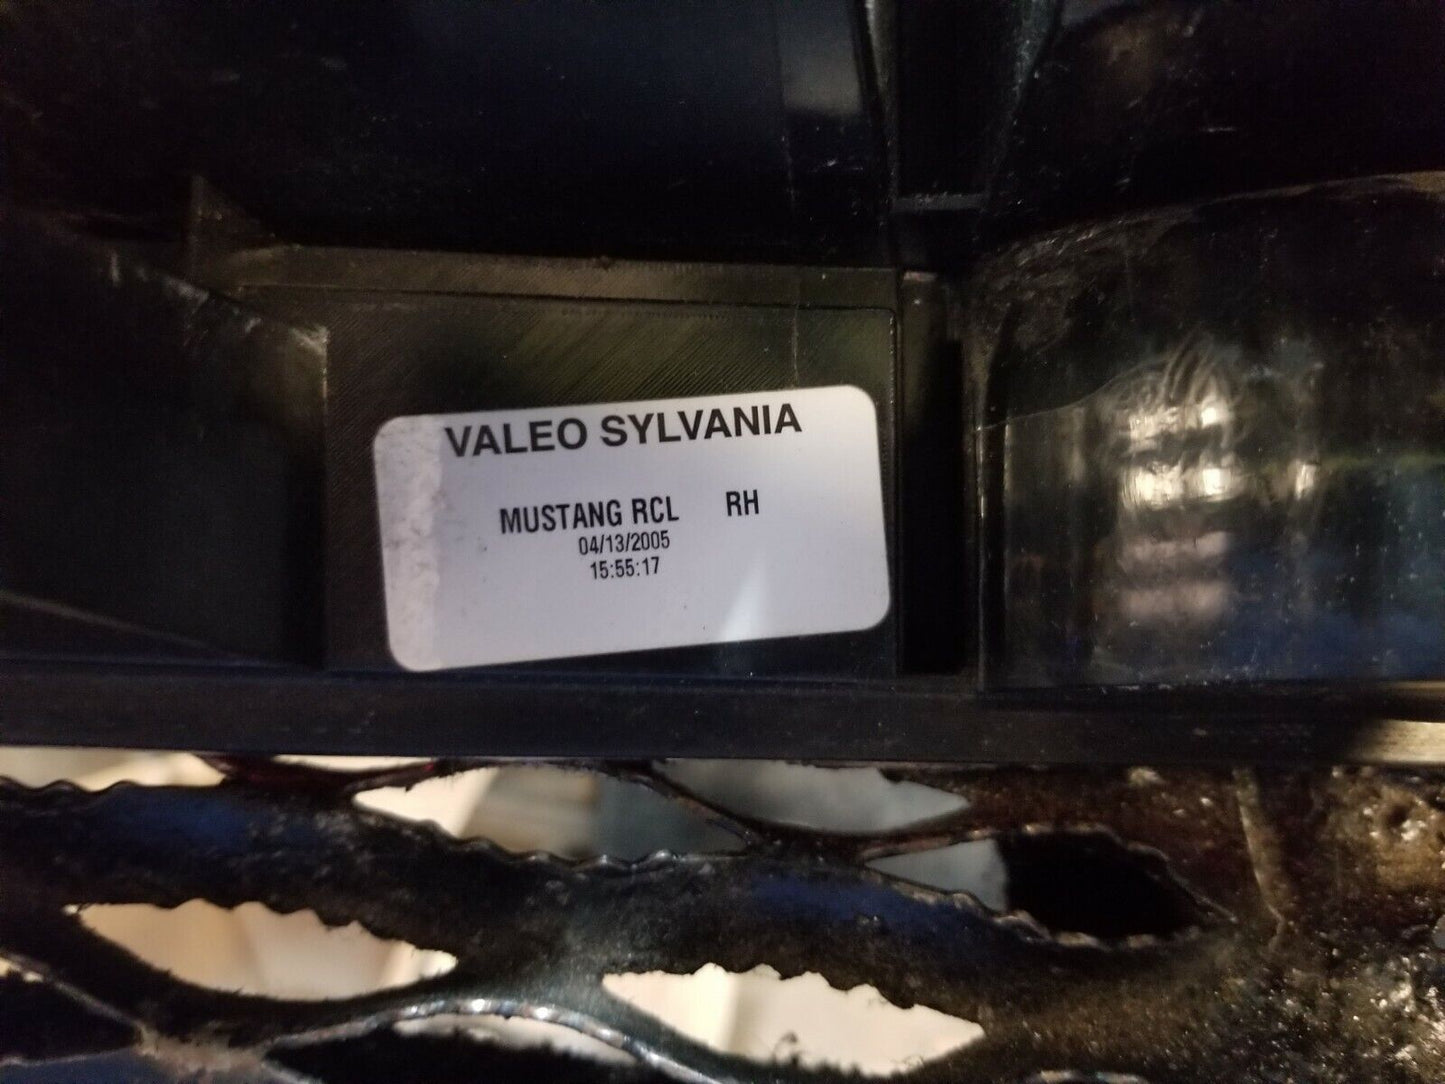 VALEO SYLVANIA
MUSTANG RCL RH
04/13/2005
15:55:17